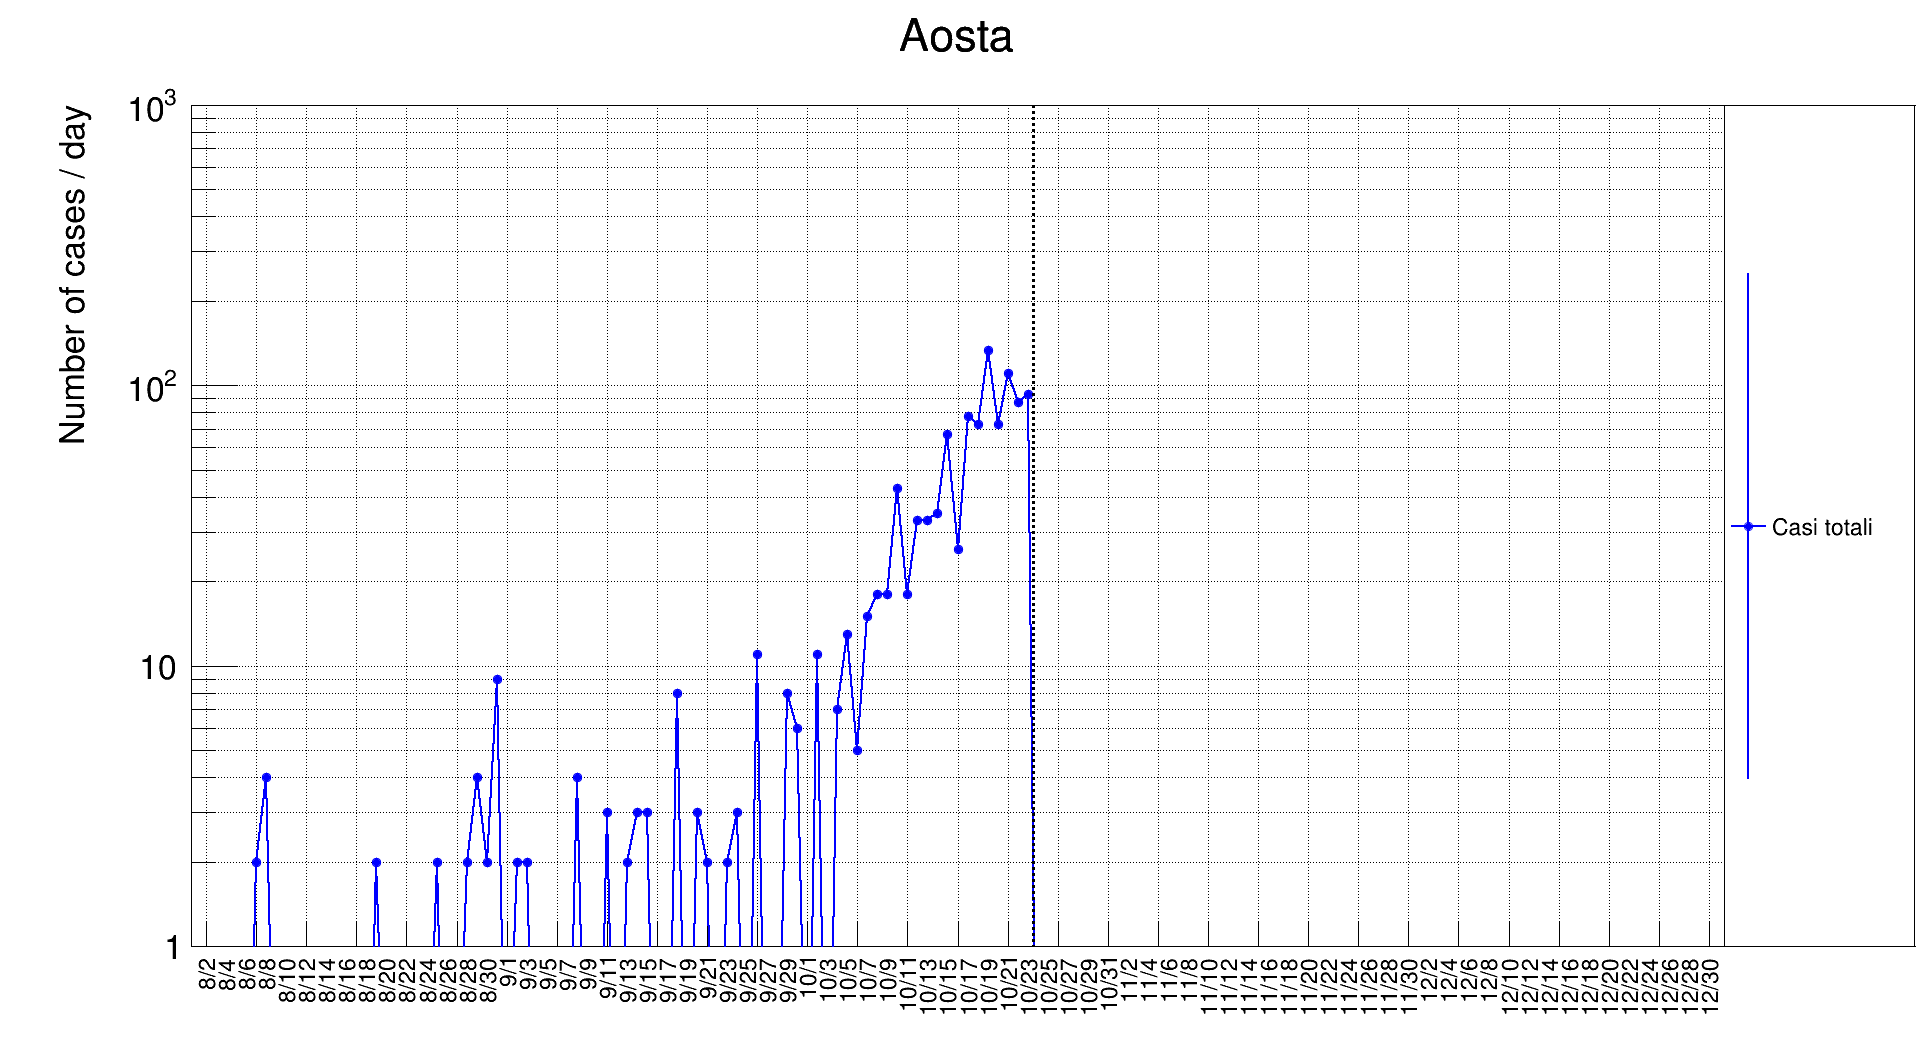 Aosta
Number of cases / day
10³
10²
10
1
8/2 8/4 8/6 8/8 8/10 8/12 8/14 8/16 8/18 8/20 8/22 8/24 8/26 8/28 8/30 9/1 9/3 9/5 9/7 9/9 9/11 9/13 9/15 9/17 9/19 9/21 9/23 9/25 9/27 9/29 10/1 10/3 10/5 10/7 10/9 10/11 10/13 10/15 10/17 10/19 10/21 10/23 10/25 10/27 10/29 10/31 11/2 11/4 11/6 11/8 11/10 11/12 11/14 11/16 11/18 11/20 11/22 11/24 11/26 11/28 11/30 12/2 12/4 12/6 12/8 12/10 12/12 12/14 12/16 12/18 12/20 12/22 12/24 12/26 12/28 12/30
Casi totali